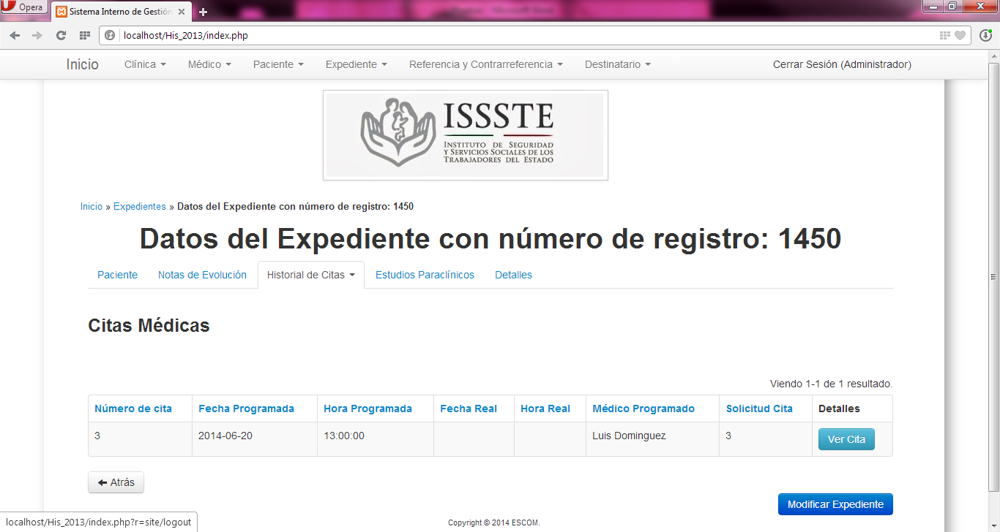 Opera
Sistema Interno de Gestión
localhost/His_2013/index.php
Inicio Clínica Médico Paciente Expediente Referencia y Contrarreferencia Destinatario Cerrar Sesión (Administrador)
ISSSTE
INSTITUTO DE SEGURIDAD
Y SERVICIOS SOCIALES DE LOS
TRABAJADORES DEL ESTADO
Inicio » Expedientes » Datos del Expediente con número de registro: 1450
Datos del Expediente con número de registro: 1450
Paciente Notas de Evolución Historial de Citas Estudios Paraclínicos Detalles
Citas Médicas
Viendo 1-1 de 1 resultado.
Número de cita Fecha Programada Hora Programada Fecha Real Hora Real Médico Programado Solicitud Cita Detalles
3 2014-06-20 13:00:00 Luis Dominguez 3 Ver Cita
Atrás
Modificar Expediente
localhost/His_2013/index.php?r=site/logout
Copyright © 2014 ESCOM.